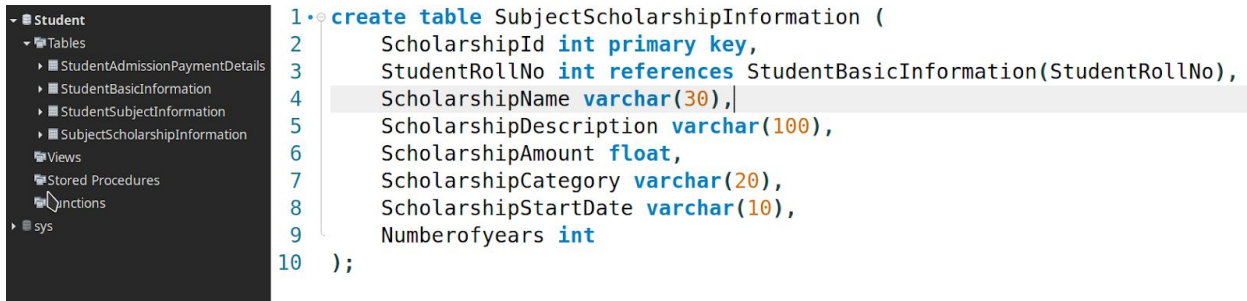 Student
Tables
StudentAdmissionPaymentDetails
StudentBasicInformation
StudentSubjectInformation
SubjectScholarshipInformation
Views
Stored Procedures
unctions
sys
1 create table SubjectScholarshipInformation (
2 ScholarshipId int primary key,
3 StudentRollNo int references StudentBasicInformation(StudentRollNo),
4 ScholarshipName varchar(30),
5 ScholarshipDescription varchar(100),
6 ScholarshipAmount float,
7 ScholarshipCategory varchar(20),
8 ScholarshipStartDate varchar(10),
9 Numberofyears int
10 );